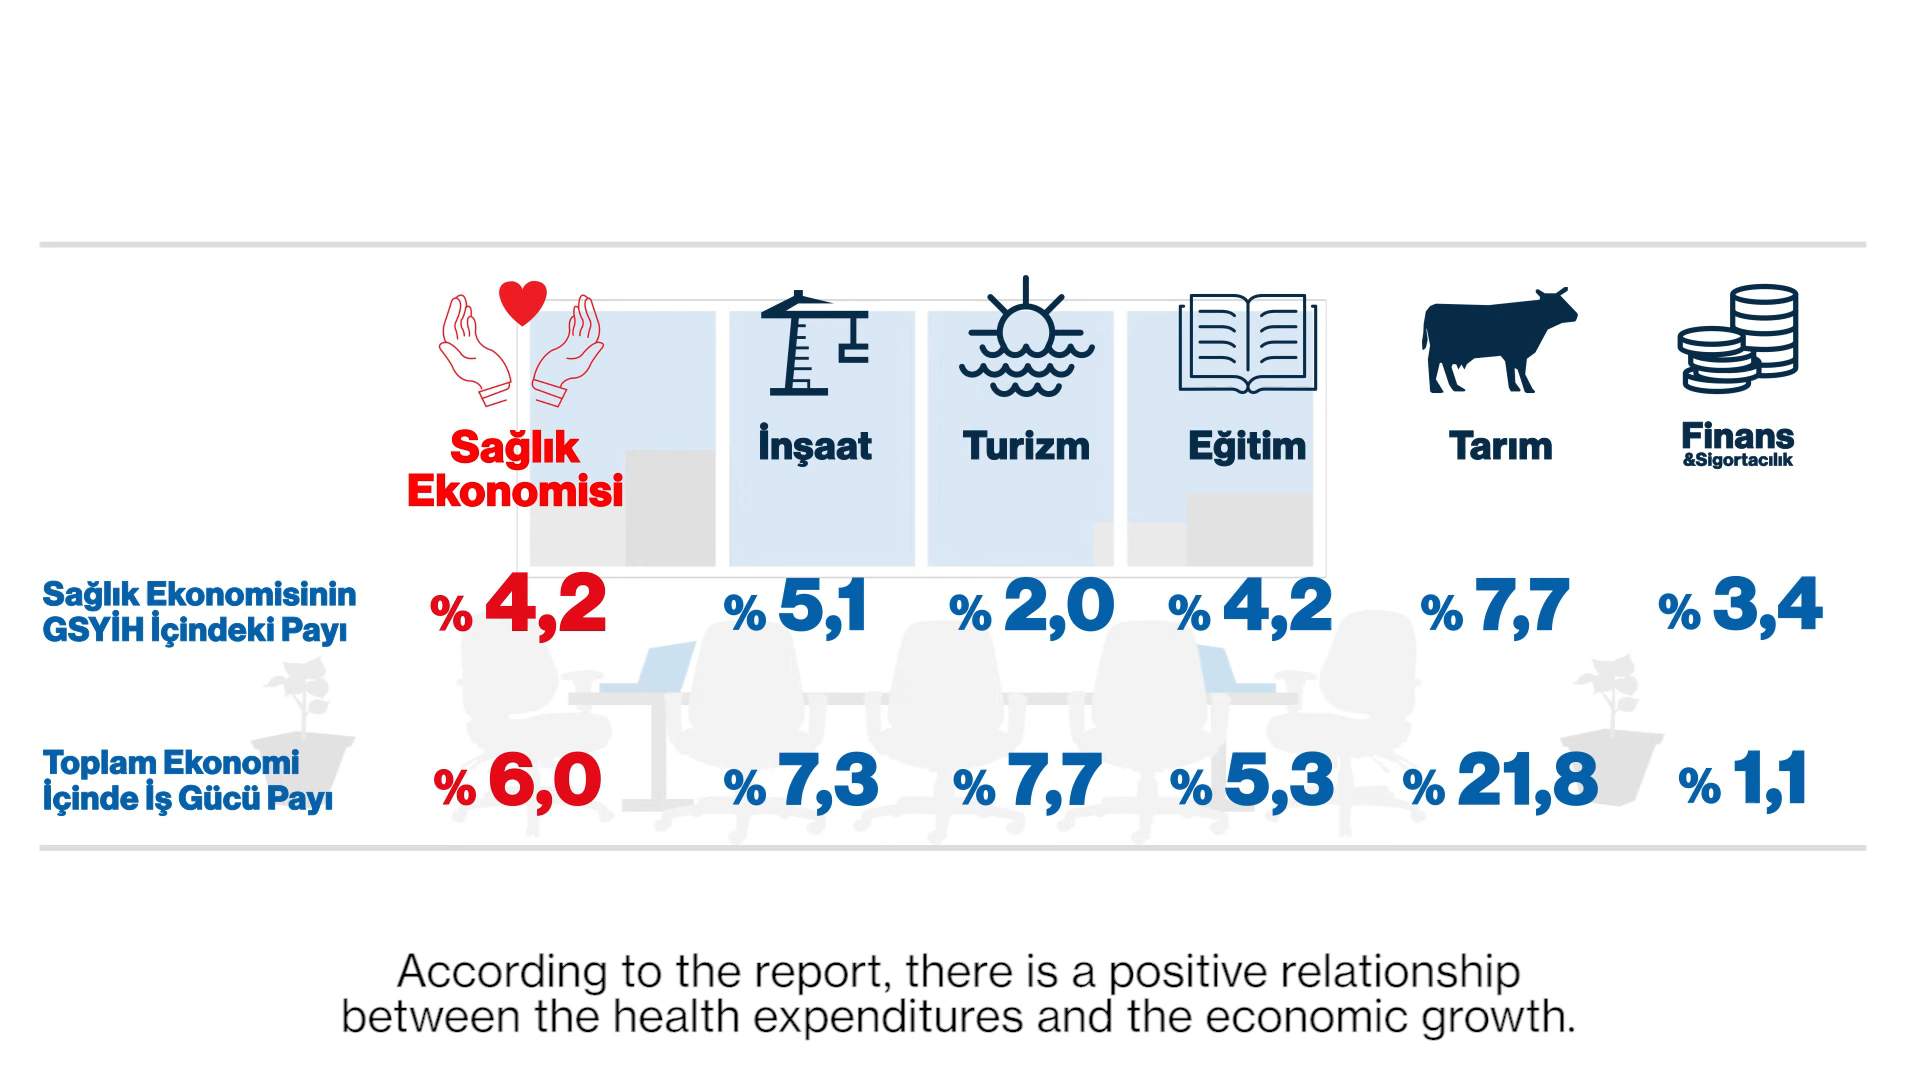 Sağlık
Ekonomisi
İnşaat
Turizm
Eğitim
Tarım
Finans
&Sigortacılık
Sağlık Ekonomisinin
GSYİH İçindeki Payı
% 4,2
% 5,1
% 2,0
% 4,2
% 7,7
% 3,4
Toplam Ekonomi
İçinde İş Gücü Payı
% 6,0
% 7,3
% 7,7
% 5,3
% 21,8
% 1,1
According to the report, there is a positive relationship
between the health expenditures and the economic growth.